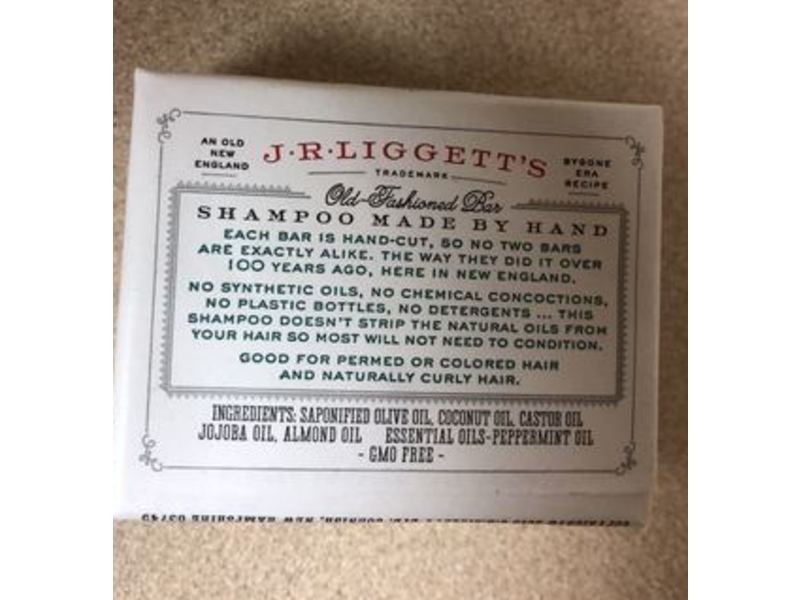 AN OLD
NEW
ENGLAND
J·R·LIGGETT'S
TRADEMARK
BYGONE
ERA
RECIPE
Old-Fashioned Bar
SHAMPOO MADE BY HAND
EACH BAR IS HAND-CUT, SO NO TWO BARS
ARE EXACTLY ALIKE. THE WAY THEY DID IT OVER
100 YEARS AGO, HERE IN NEW ENGLAND.
NO SYNTHETIC OILS, NO CHEMICAL CONCOCTIONS,
NO PLASTIC BOTTLES, NO DETERGENTS ... THIS
SHAMPOO DOESN'T STRIP THE NATURAL OILS FROM
YOUR HAIR SO MOST WILL NOT NEED TO CONDITION.
GOOD FOR PERMED OR COLORED HAIR
AND NATURALLY CURLY HAIR.
INGREDIENTS: SAPONIFIED OLIVE OIL, COCONUT OIL, CASTOR OIL
JOJOBA OIL, ALMOND OIL ESSENTIAL OILS-PEPPERMINT OIL
- GMO FREE -
CORNISH, NEW HAMPSHIRE 03745